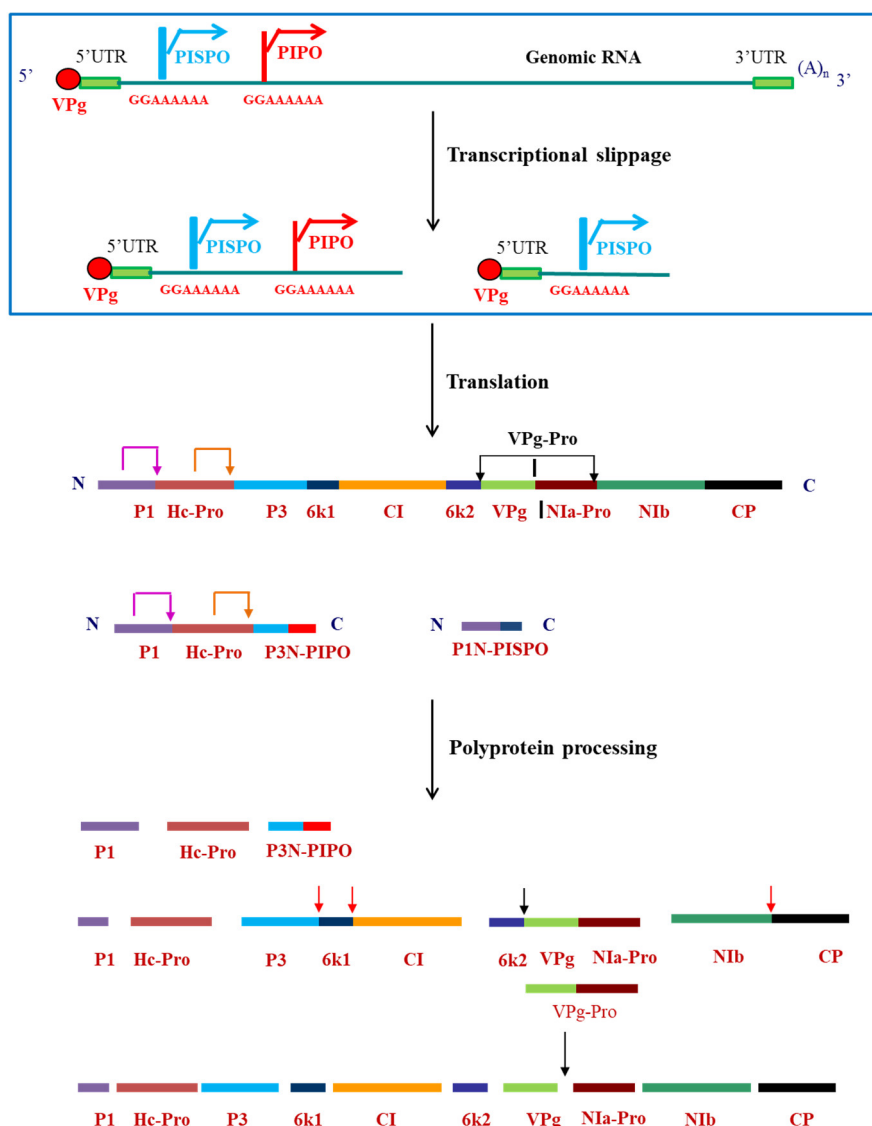 5'UTR PISPO PIPO Genomic RNA 3'UTR (A)n
5' 3'
VPg GGAAAAAA GGAAAAAA
Transcriptional slippage
5'UTR PISPO PIPO 5'UTR PISPO
VPg GGAAAAAA GGAAAAAA VPg GGAAAAAA
Translation
VPg-Pro
N C
P1 Hc-Pro P3 6k1 CI 6k2 VPg NIa-Pro NIb CP
N C N C
P1 Hc-Pro P3N-PIPO P1N-PISPO
Polyprotein processing
P1 Hc-Pro P3N-PIPO
P1 Hc-Pro P3 6k1 CI 6k2 VPg NIa-Pro NIb CP
VPg-Pro
P1 Hc-Pro P3 6k1 CI 6k2 VPg NIa-Pro NIb CP